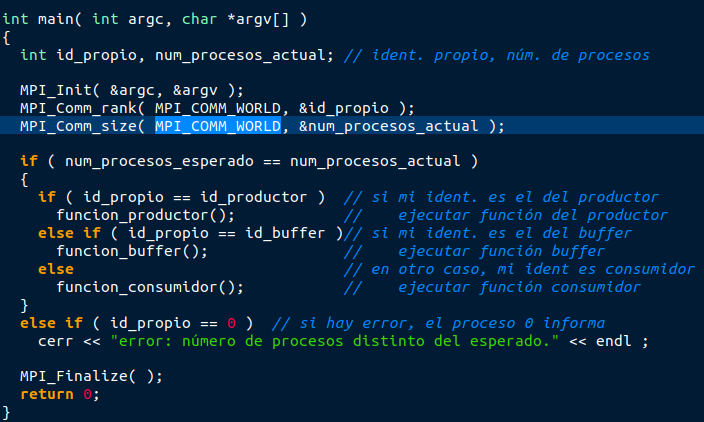 int main( int argc, char *argv[] )
{
  int id_propio, num_procesos_actual; // ident. propio, núm. de procesos

  MPI_Init( &argc, &argv );
  MPI_Comm_rank( MPI_COMM_WORLD, &id_propio );
  MPI_Comm_size( MPI_COMM_WORLD, &num_procesos_actual );

  if ( num_procesos_esperado == num_procesos_actual )
  {
    if ( id_propio == id_productor )  // si mi ident. es el del productor
      funcion_productor();            //    ejecutar función del productor
    else if ( id_propio == id_buffer )// si mi ident. es el del buffer
      funcion_buffer();               //    ejecutar función buffer
    else                              // en otro caso, mi ident es consumidor
      funcion_consumidor();           //    ejecutar función consumidor
  }
  else if ( id_propio == 0 )  // si hay error, el proceso 0 informa
    cerr << "error: número de procesos distinto del esperado." << endl ;

  MPI_Finalize( );
  return 0;
}